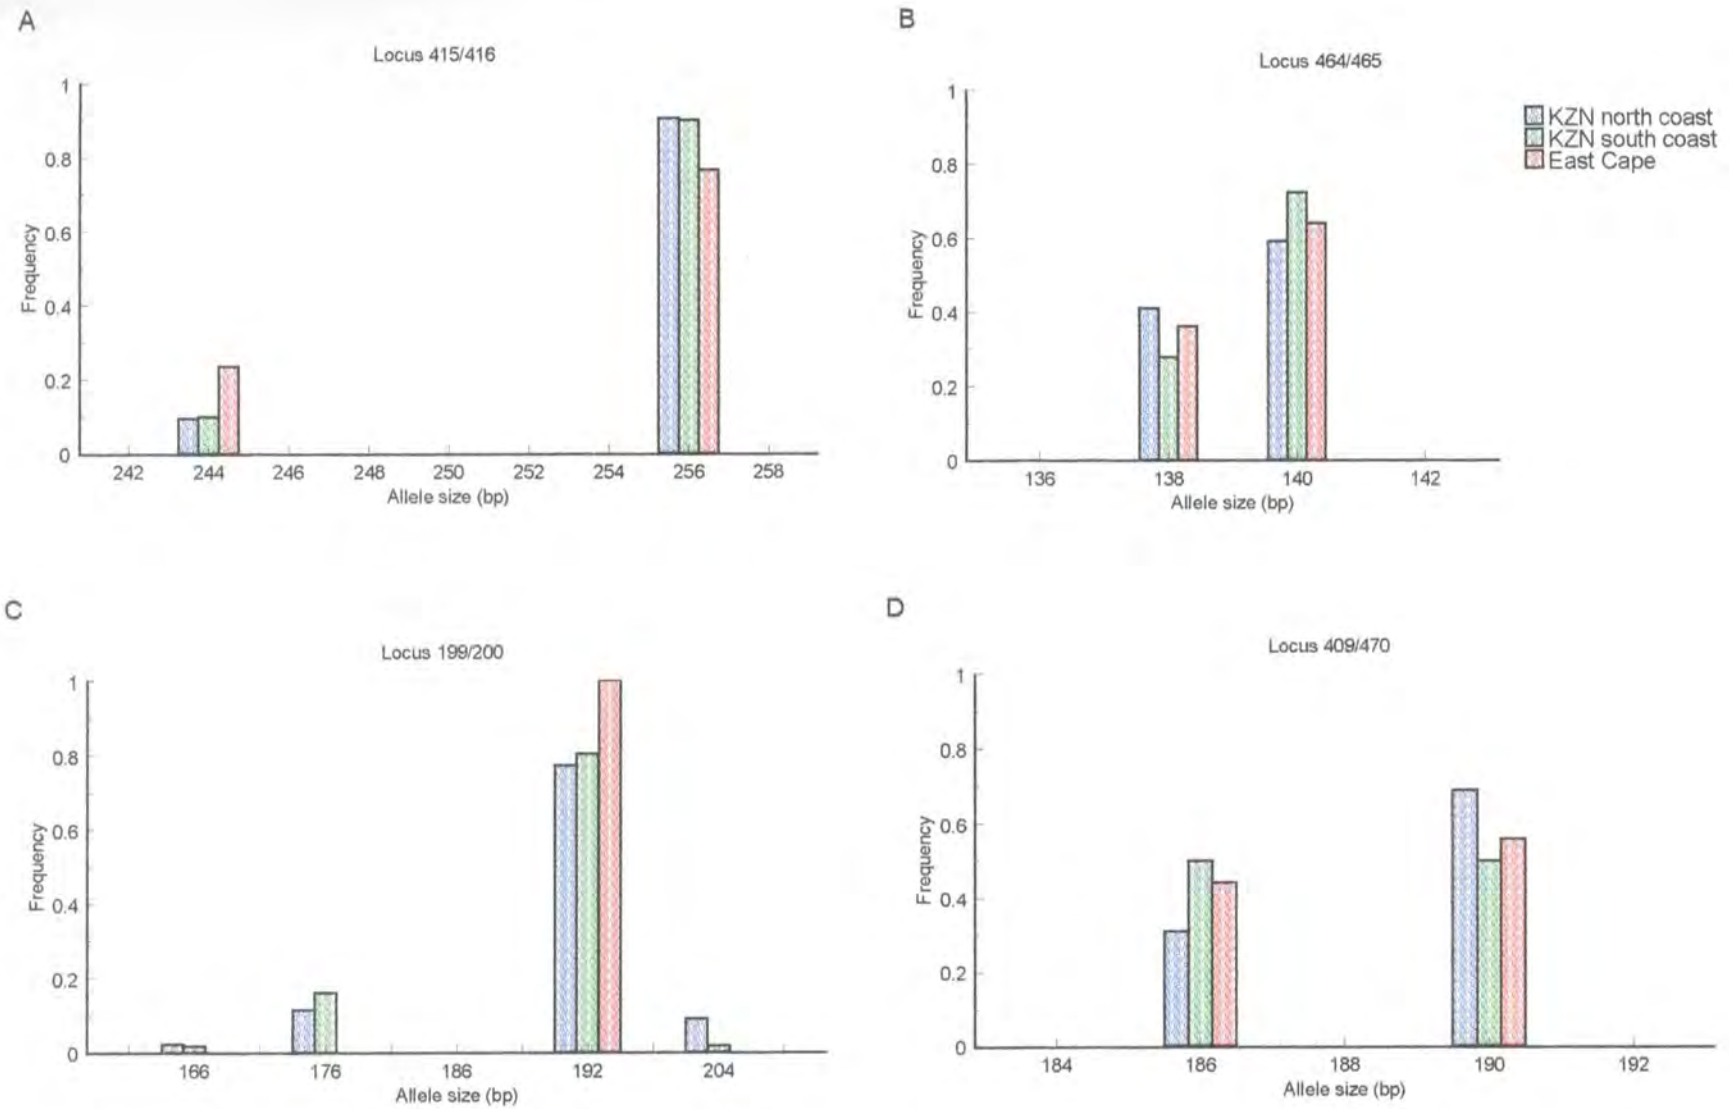 A
Locus 415/416
1
0.8
0.6
0.4
0.2
0
Frequency
242 244 246 248 250 252 254 256 258
Allele size (bp)
B
Locus 464/465
1
0.8
0.6
0.4
0.2
0
Frequency
136 138 140 142
Allele size (bp)
KZN north coast
KZN south coast
East Cape
C
Locus 199/200
1
0.8
0.6
0.4
0.2
0
Frequency
166 176 186 192 204
Allele size (bp)
D
Locus 409/470
1
0.8
0.6
0.4
0.2
0
Frequency
184 186 188 190 192
Allele size (bp)